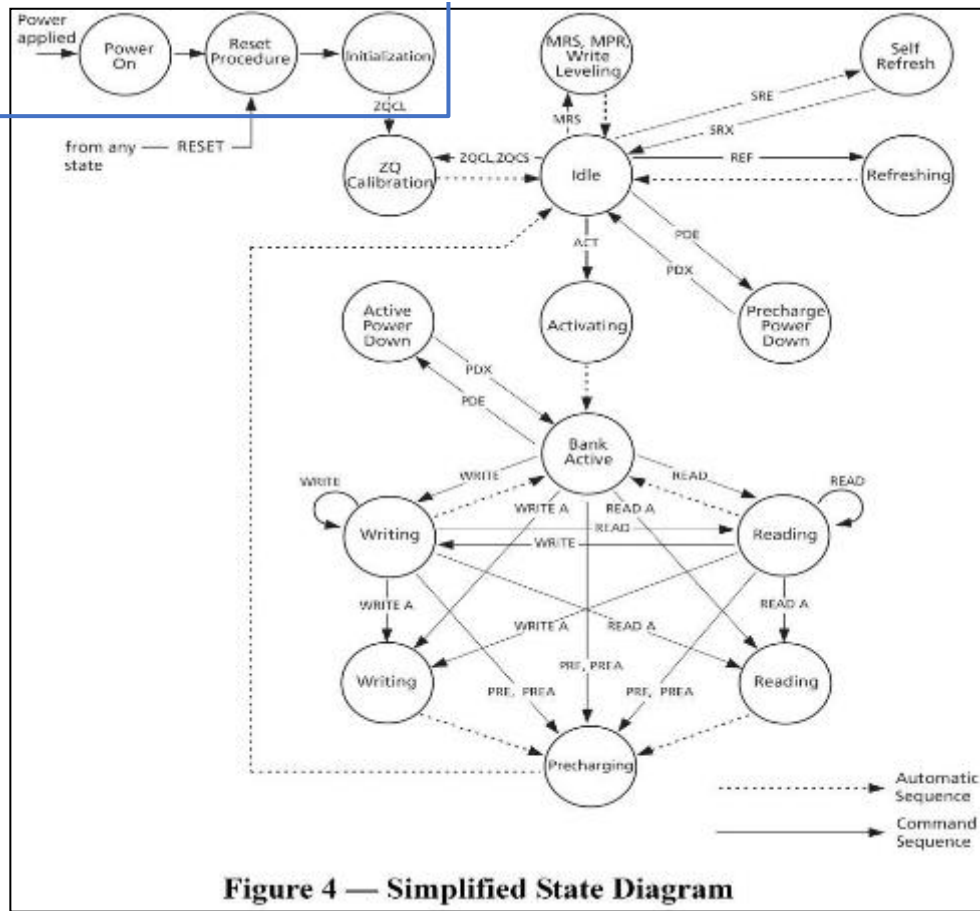 Power
applied
Power
On
Reset
Procedure
Initialization
ZQCL
from any
state
RESET
MRS, MPR,
Write
Leveling
Self
Refresh
SRE
SRX
MRS
ZQ
Calibration
ZQCL,ZQCS
Idle
REF
Refreshing
ACT
PDE
PDX
Active
Power
Down
Activating
Precharge
Power
Down
PDX
PDE
Bank
Active
WRITE
WRITE
READ
READ
WRITE A
READ A
Writing
READ
WRITE
Reading
WRITE A
WRITE A
READ A
READ A
Writing
PRE, PREA
PRE, PREA
PRE, PREA
Reading
Precharging
Automatic
Sequence
Command
Sequence
Figure 4 — Simplified State Diagram